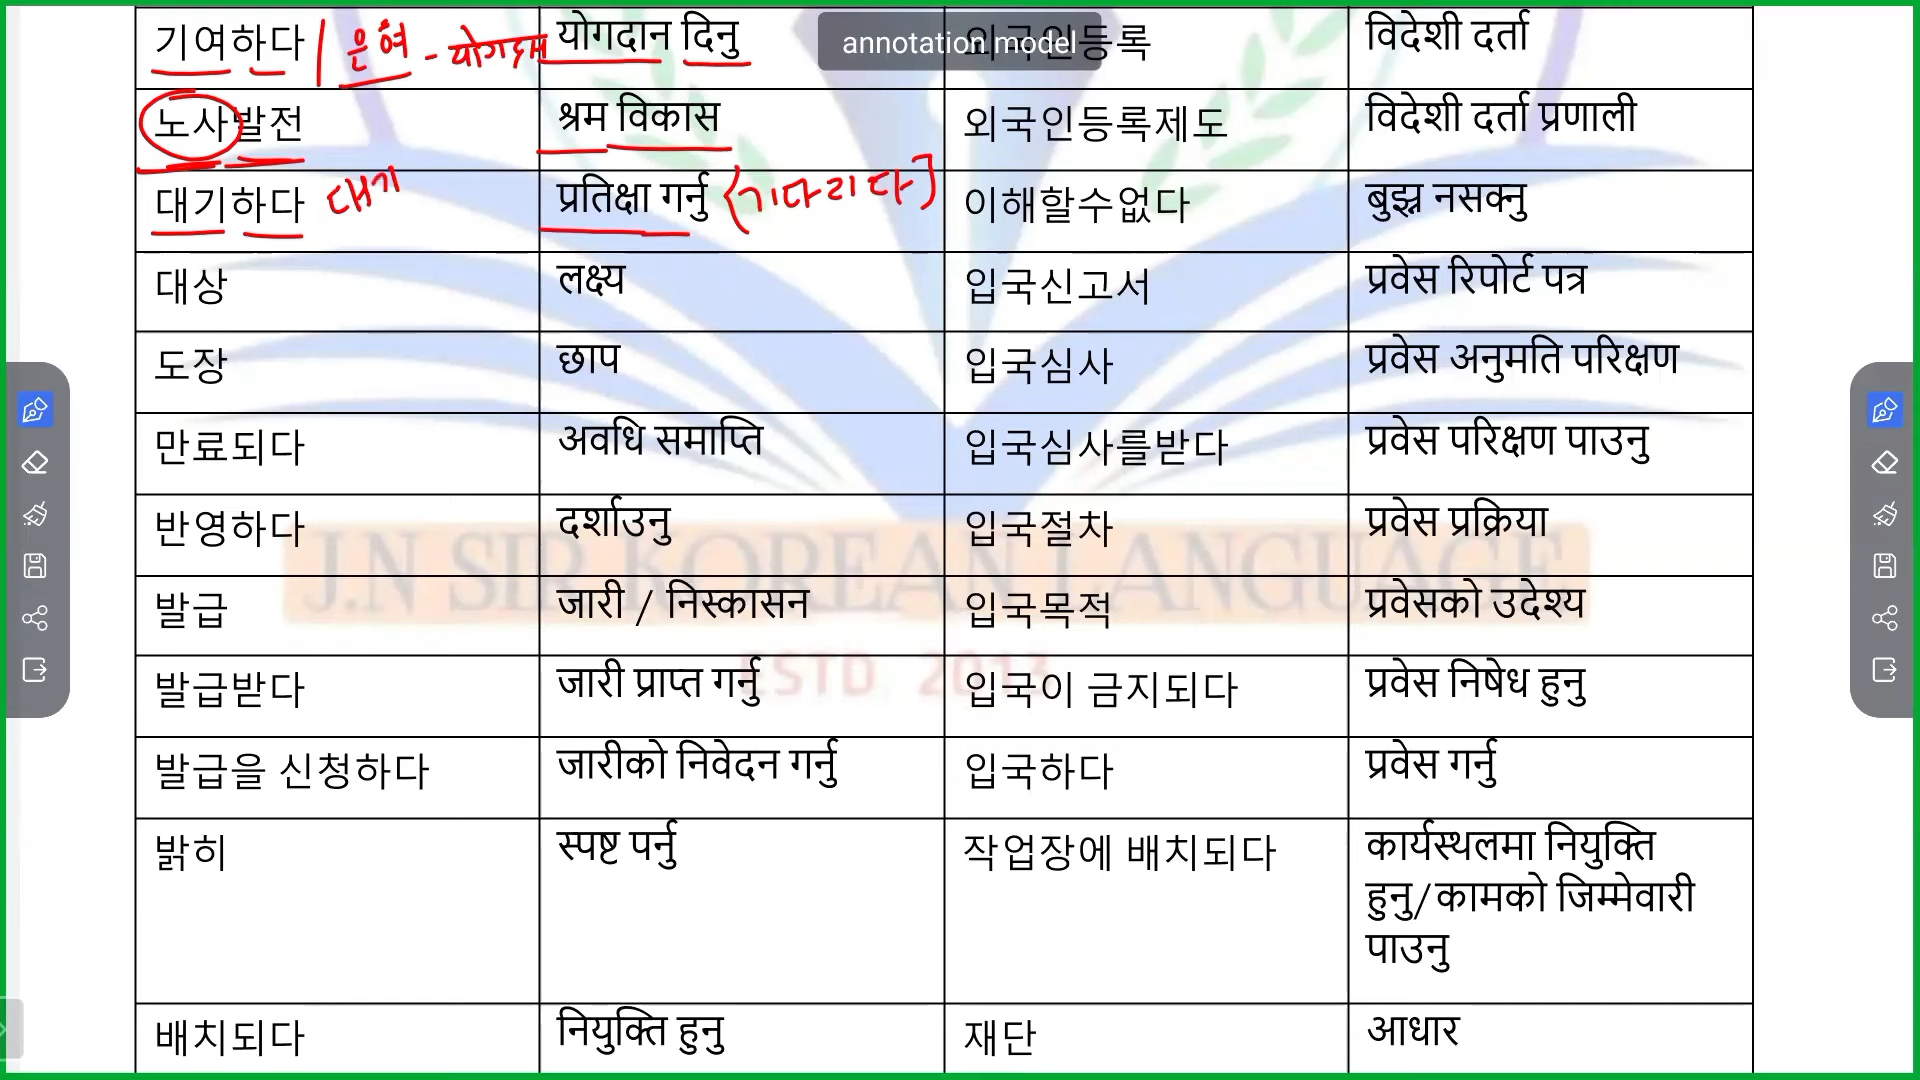 annotation model
기여하다 | 은혀 - योगदान योगदान दिनु 외국인등록 विदेशी दर्ता
노사발전 श्रम विकास 외국인등록제도 विदेशी दर्ता प्रणाली
대기하다 대기 प्रतिक्षा गर्नु {기다리다] 이해할수없다 बुझ्न नसक्नु
대상 लक्ष्य 입국신고서 प्रवेस रिपोर्ट पत्र
도장 छाप 입국심사 प्रवेस अनुमति परिक्षण
만료되다 अवधि समाप्ति 입국심사를받다 प्रवेस परिक्षण पाउनु
반영하다 दर्शाउनु 입국절차 प्रवेस प्रक्रिया
J.N SIR KOREAN LANGUAGE
발급 जारी / निस्कासन 입국목적 प्रवेसको उदेश्य
ESTD. 2013
발급받다 जारी प्राप्त गर्नु 입국이 금지되다 प्रवेस निषेध हुनु
발급을 신청하다 जारीको निवेदन गर्नु 입국하다 प्रवेस गर्नु
밝히 स्पष्ट पर्नु 작업장에 배치되다 कार्यस्थलमा नियुक्ति
हुनु/कामको जिम्मेवारी
पाउनु
배치되다 नियुक्ति हुनु 재단 आधार